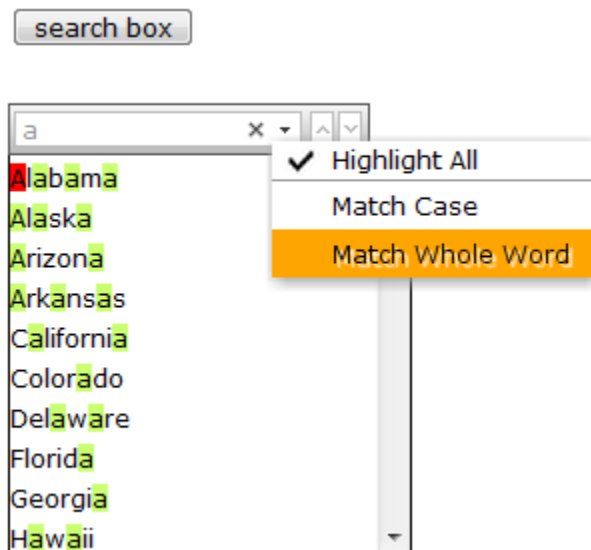 search box
a
Highlight All
Alabama
Match Case
Alaska
Match Whole Word
Arizona
Arkansas
California
Colorado
Delaware
Florida
Georgia
Hawaii